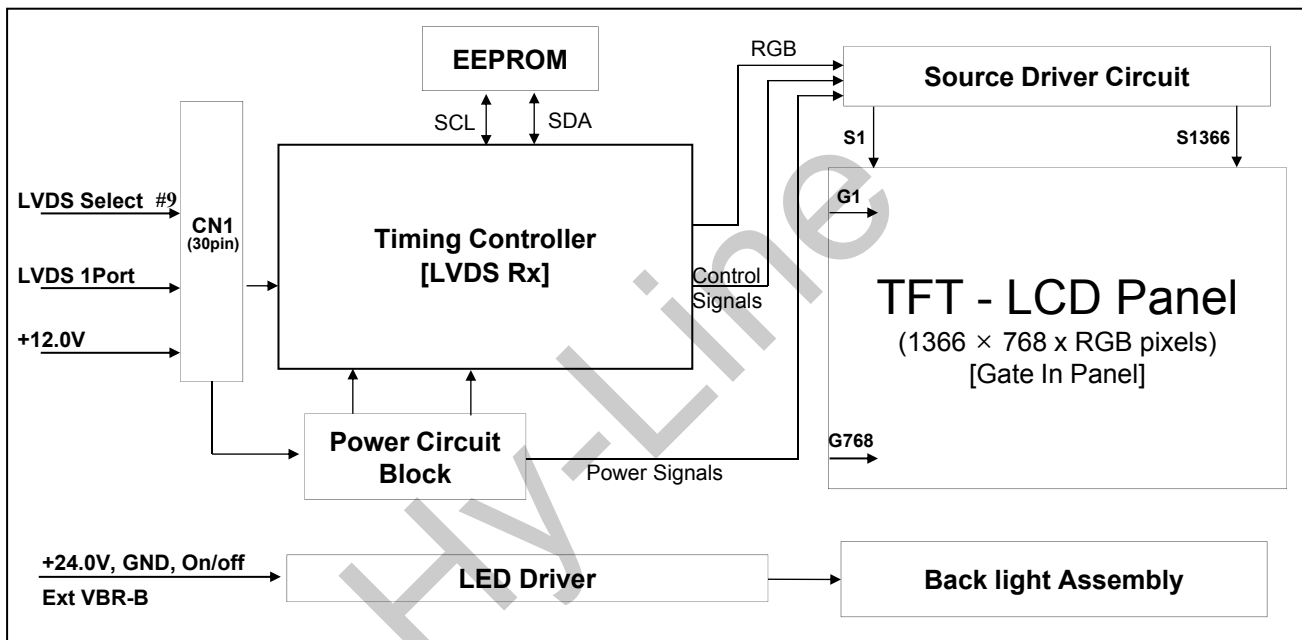 EEPROM
SCL
SDA
RGB
Source Driver Circuit
S1
S1366
LVDS Select #9
LVDS 1Port
+12.0V
CN1
(30pin)
Timing Controller
[LVDS Rx]
Control
Signals
G1
TFT - LCD Panel
(1366 × 768 x RGB pixels)
[Gate In Panel]
G768
Power Circuit
Block
Power Signals
+24.0V, GND, On/off
Ext VBR-B
LED Driver
Back light Assembly
Hy-Line